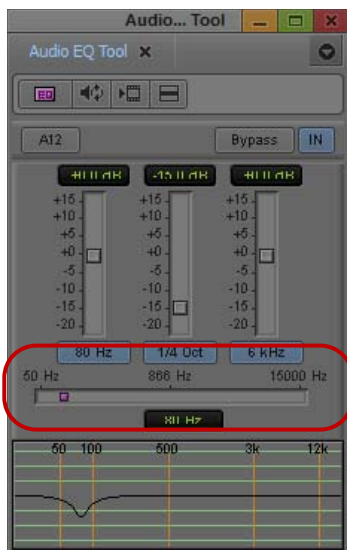 Audio... Tool
Audio EQ Tool
EQ
A12 Bypass IN
+0.0 dB -15.0 dB +0.0 dB
+15 +15 +15
+10 +10 +10
+5 +5 +5
+0 +0 +0
-5 -5 -5
-10 -10 -10
-15 -15 -15
-20 -20 -20
80 Hz 1/4 Oct 6 kHz
50 Hz 866 Hz 15000 Hz
80 Hz
50 100 500 3k 12k